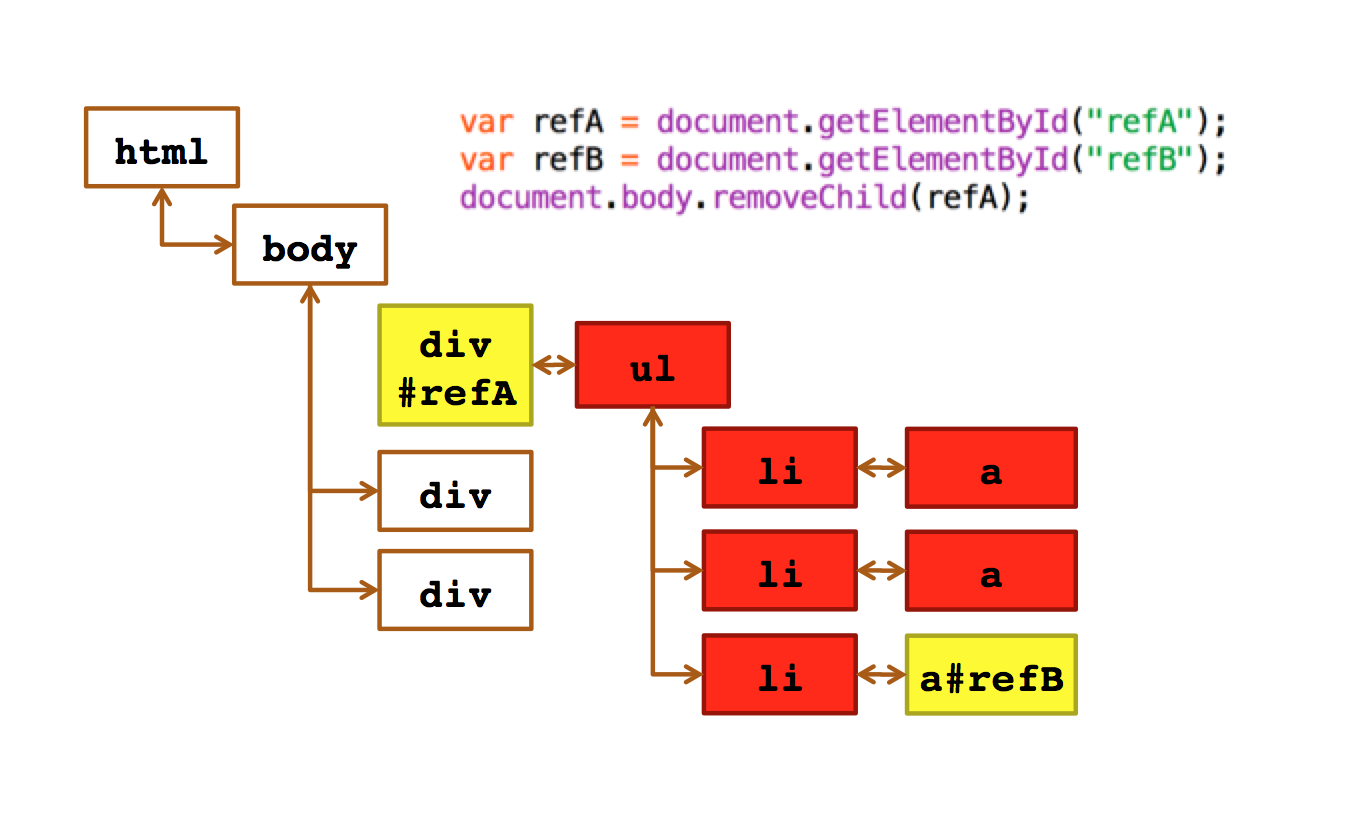 var refA = document.getElementById("refA");
var refB = document.getElementById("refB");
document.body.removeChild(refA);
html
body
div
#refA
ul
li
a
div
li
a
div
li
a#refB